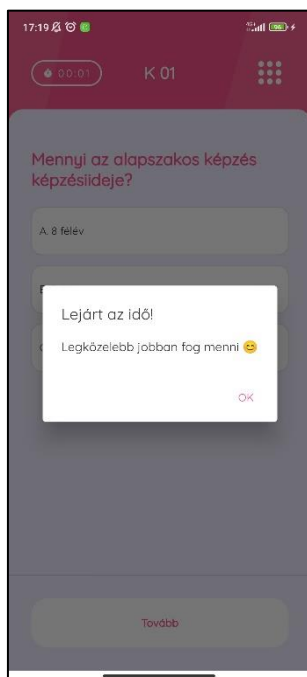 17:19
00:01
K 01
Mennyi az alapszakos képzés
képzésiideje?
A. 8 félév
Lejárt az idő!
Legközelebb jobban fog menni 😊
OK
Tovább